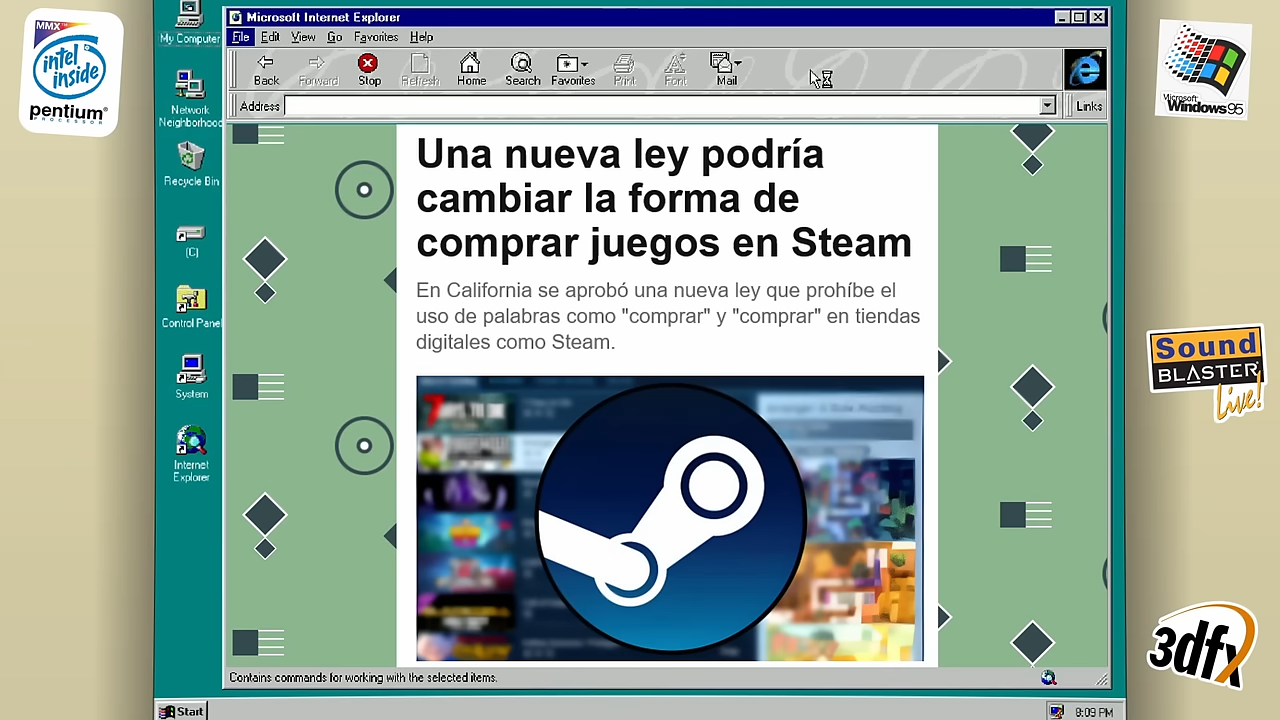 MMX™
intel
inside
pentium®
PROCESSOR
My Computer
Network
Neighborhood
Recycle Bin
(C)
Control Panel
System
Internet
Explorer
Microsoft Internet Explorer
File Edit View Go Favorites Help
Back Forward Stop Refresh Home Search Favorites Print Font Mail
Address
Links
Una nueva ley podría
cambiar la forma de
comprar juegos en Steam
En California se aprobó una nueva ley que prohíbe el
uso de palabras como "comprar" y "comprar" en tiendas
digitales como Steam.
Contains commands for working with the selected items.
Start
8:09 PM
Microsoft
Windows 95
Sound
BLASTER
Live!
3dfx